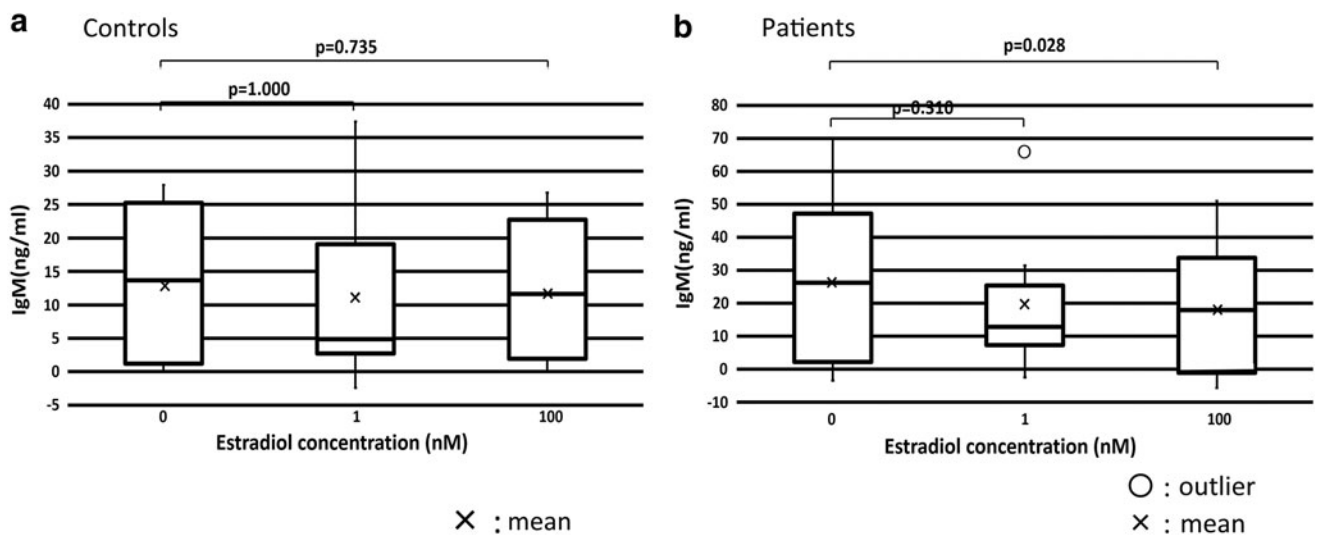 a Controls
p=0.735
p=1.000
40
35
30
25
20
15
10
5
0
-5
IgM(ng/ml)
0 1 100
Estradiol concentration (nM)
× : mean
b Patients
p=0.028
p=0.310
80
70
60
50
40
30
20
10
0
-10
IgM(ng/ml)
0 1 100
Estradiol concentration (nM)
○ : outlier
× : mean